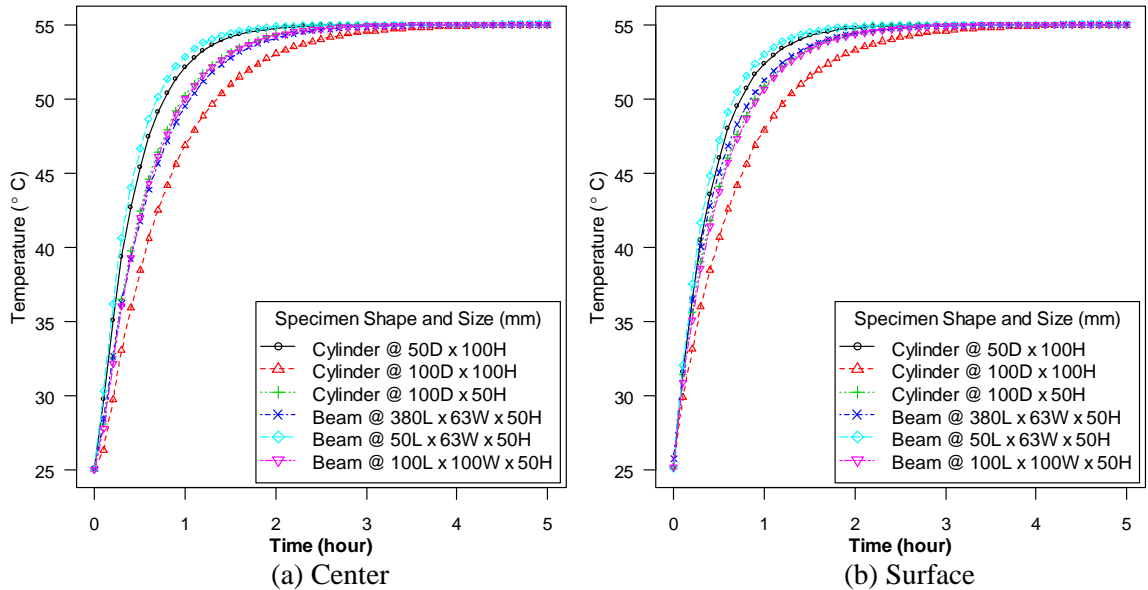 55
50
45
40
35
30
25
Temperature (° C)
Specimen Shape and Size (mm)
Cylinder @ 50D x 100H
Cylinder @ 100D x 100H
Cylinder @ 100D x 50H
Beam @ 380L x 63W x 50H
Beam @ 50L x 63W x 50H
Beam @ 100L x 100W x 50H
0 1 2 3 4 5
Time (hour)
(a) Center
55
50
45
40
35
30
25
Temperature (° C)
Specimen Shape and Size (mm)
Cylinder @ 50D x 100H
Cylinder @ 100D x 100H
Cylinder @ 100D x 50H
Beam @ 380L x 63W x 50H
Beam @ 50L x 63W x 50H
Beam @ 100L x 100W x 50H
0 1 2 3 4 5
Time (hour)
(b) Surface